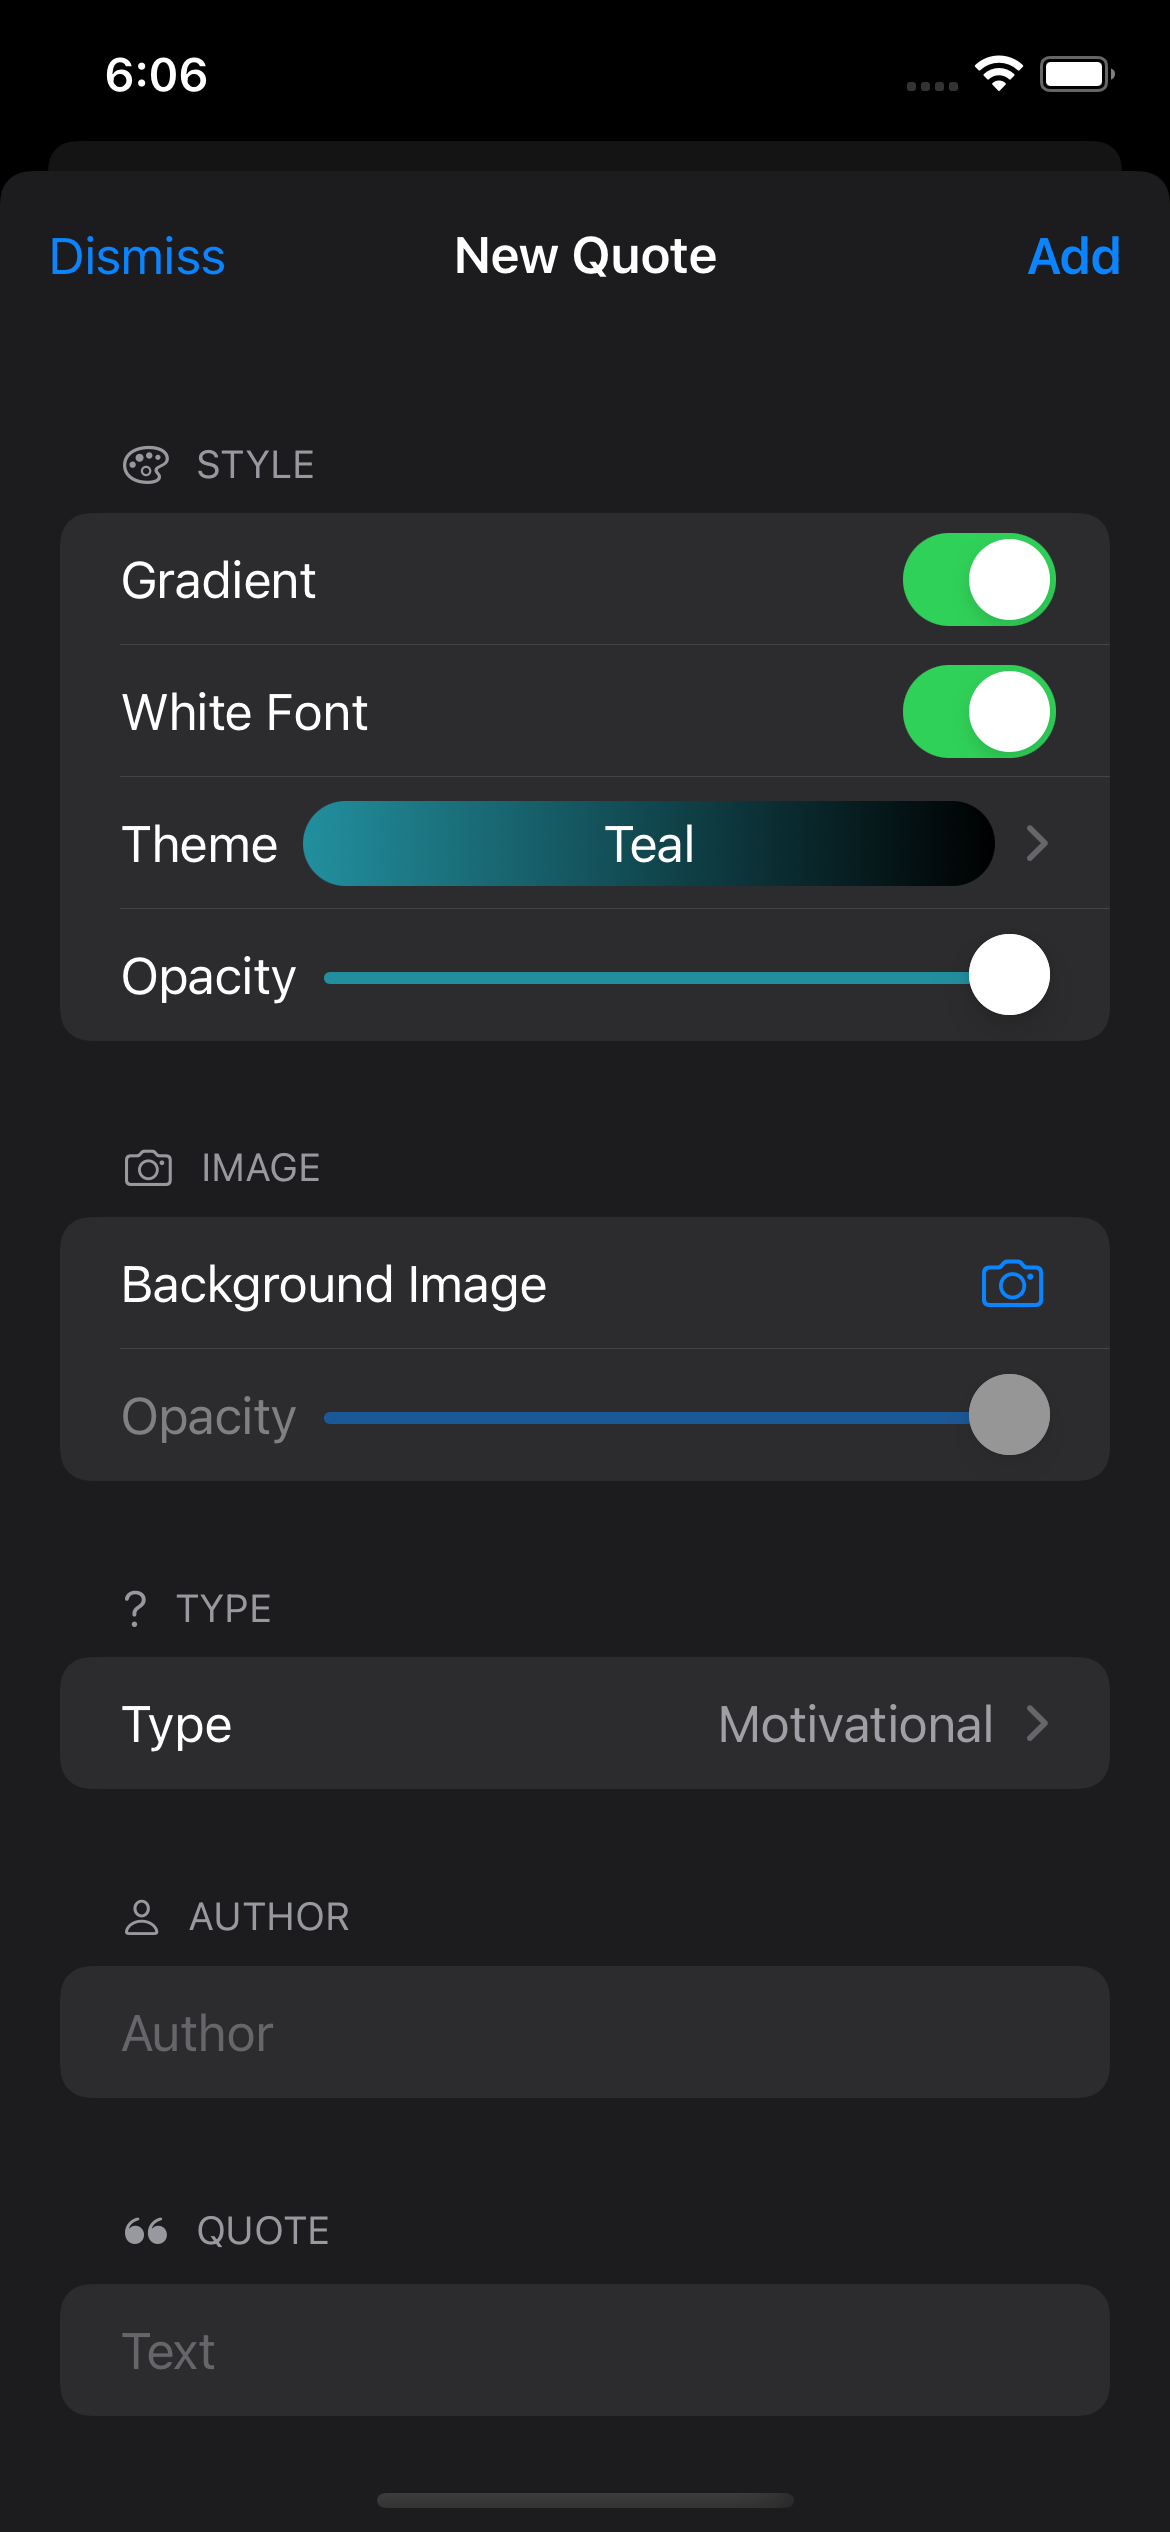 6:06
Dismiss New Quote Add
STYLE
Gradient
White Font
Theme Teal
Opacity
IMAGE
Background Image
Opacity
? TYPE
Type Motivational
AUTHOR
Author
❝ QUOTE
Text